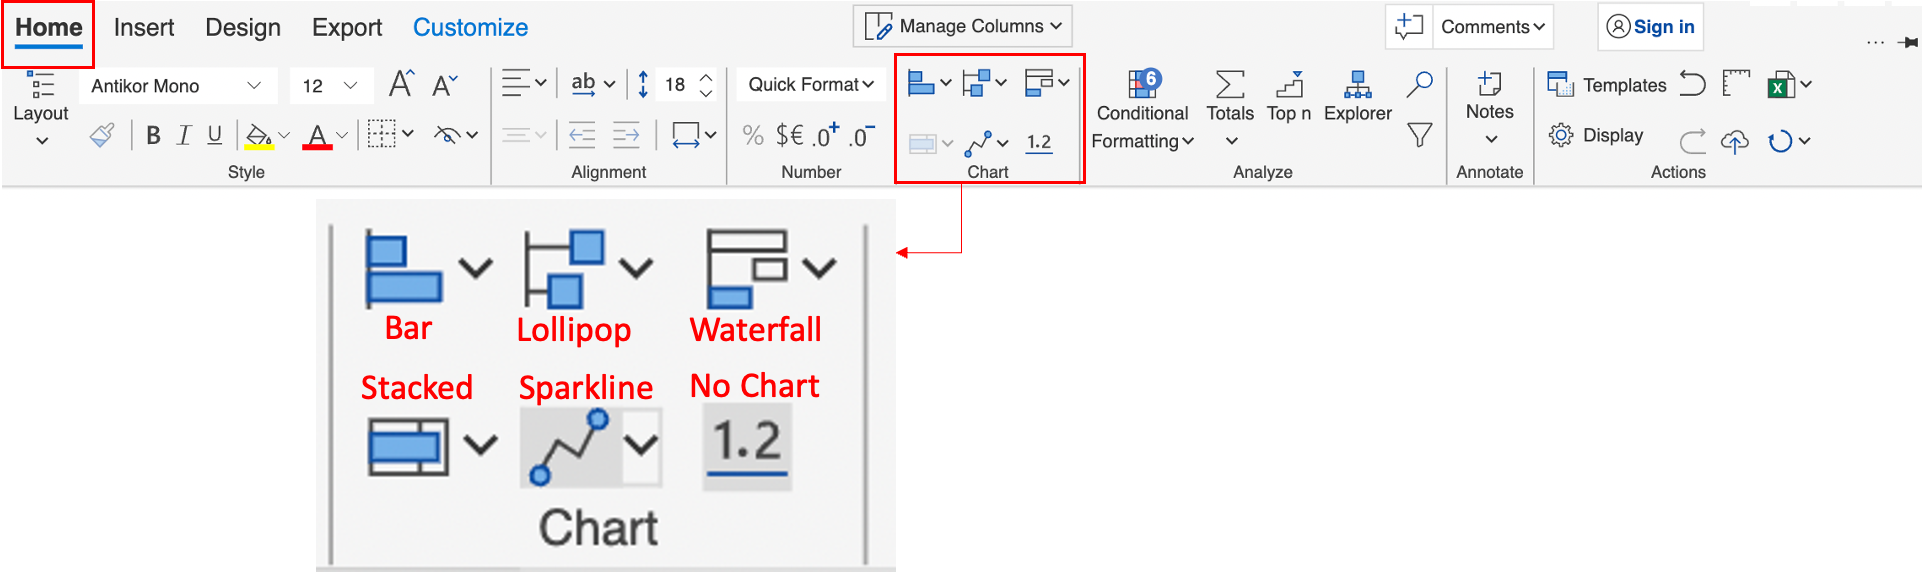 Home Insert Design Export Customize Manage Columns Comments Sign in
Layout Antikor Mono 12 A A ab 18 Quick Format 6 Conditional Formatting Totals Top n Explorer Notes Templates X
B I U A % $€ .0+ .0- 1.2 Display
Style Alignment Number Chart Analyze Annotate Actions
Bar Lollipop Waterfall
Stacked Sparkline No Chart
1.2
Chart